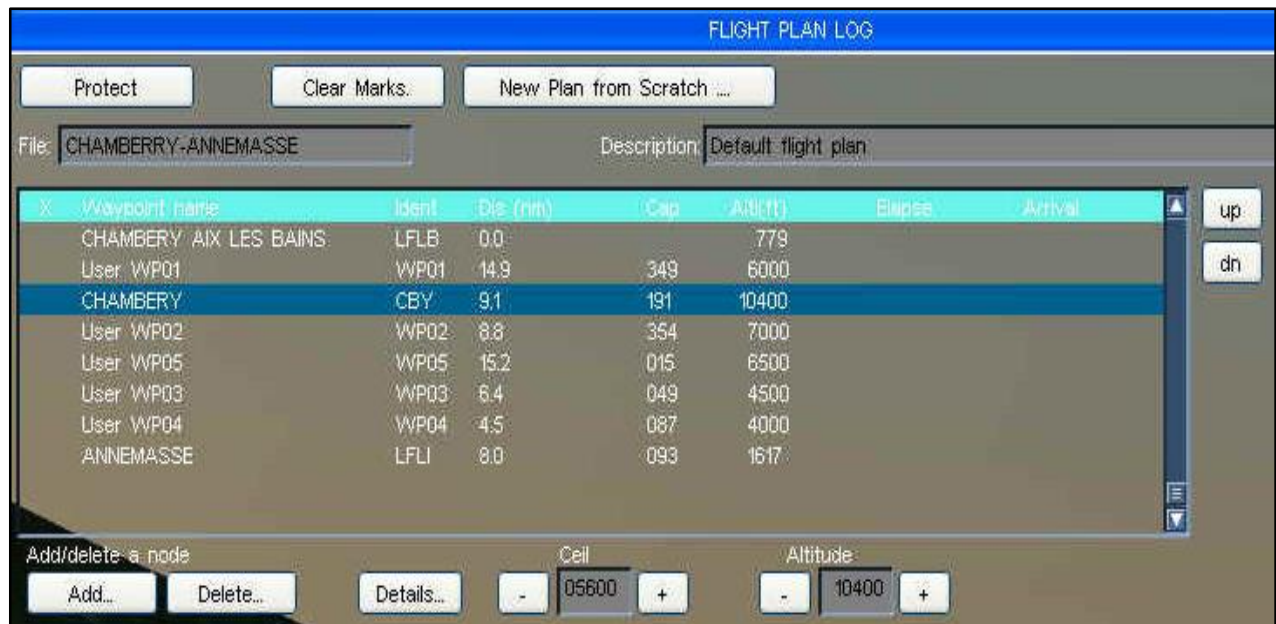 FLIGHT PLAN LOG
Protect Clear Marks. New Plan from Scratch ...
File: CHAMBERRY-ANNEMASSE Description: Default flight plan
X Waypoint name Ident Dis (nm) Cap Alti(ft) Elapse Arrival up
CHAMBERY AIX LES BAINS LFLB 0.0 779
User WP01 WP01 14.9 349 6000 dn
CHAMBERY CBY 9.1 191 10400
User WP02 WP02 8.8 354 7000
User WP05 WP05 15.2 015 6500
User WP03 WP03 6.4 049 4500
User WP04 WP04 4.5 087 4000
ANNEMASSE LFLI 8.0 093 1617
Add/delete a node Ceil Altitude
Add... Delete... Details... - 05600 + - 10400 +